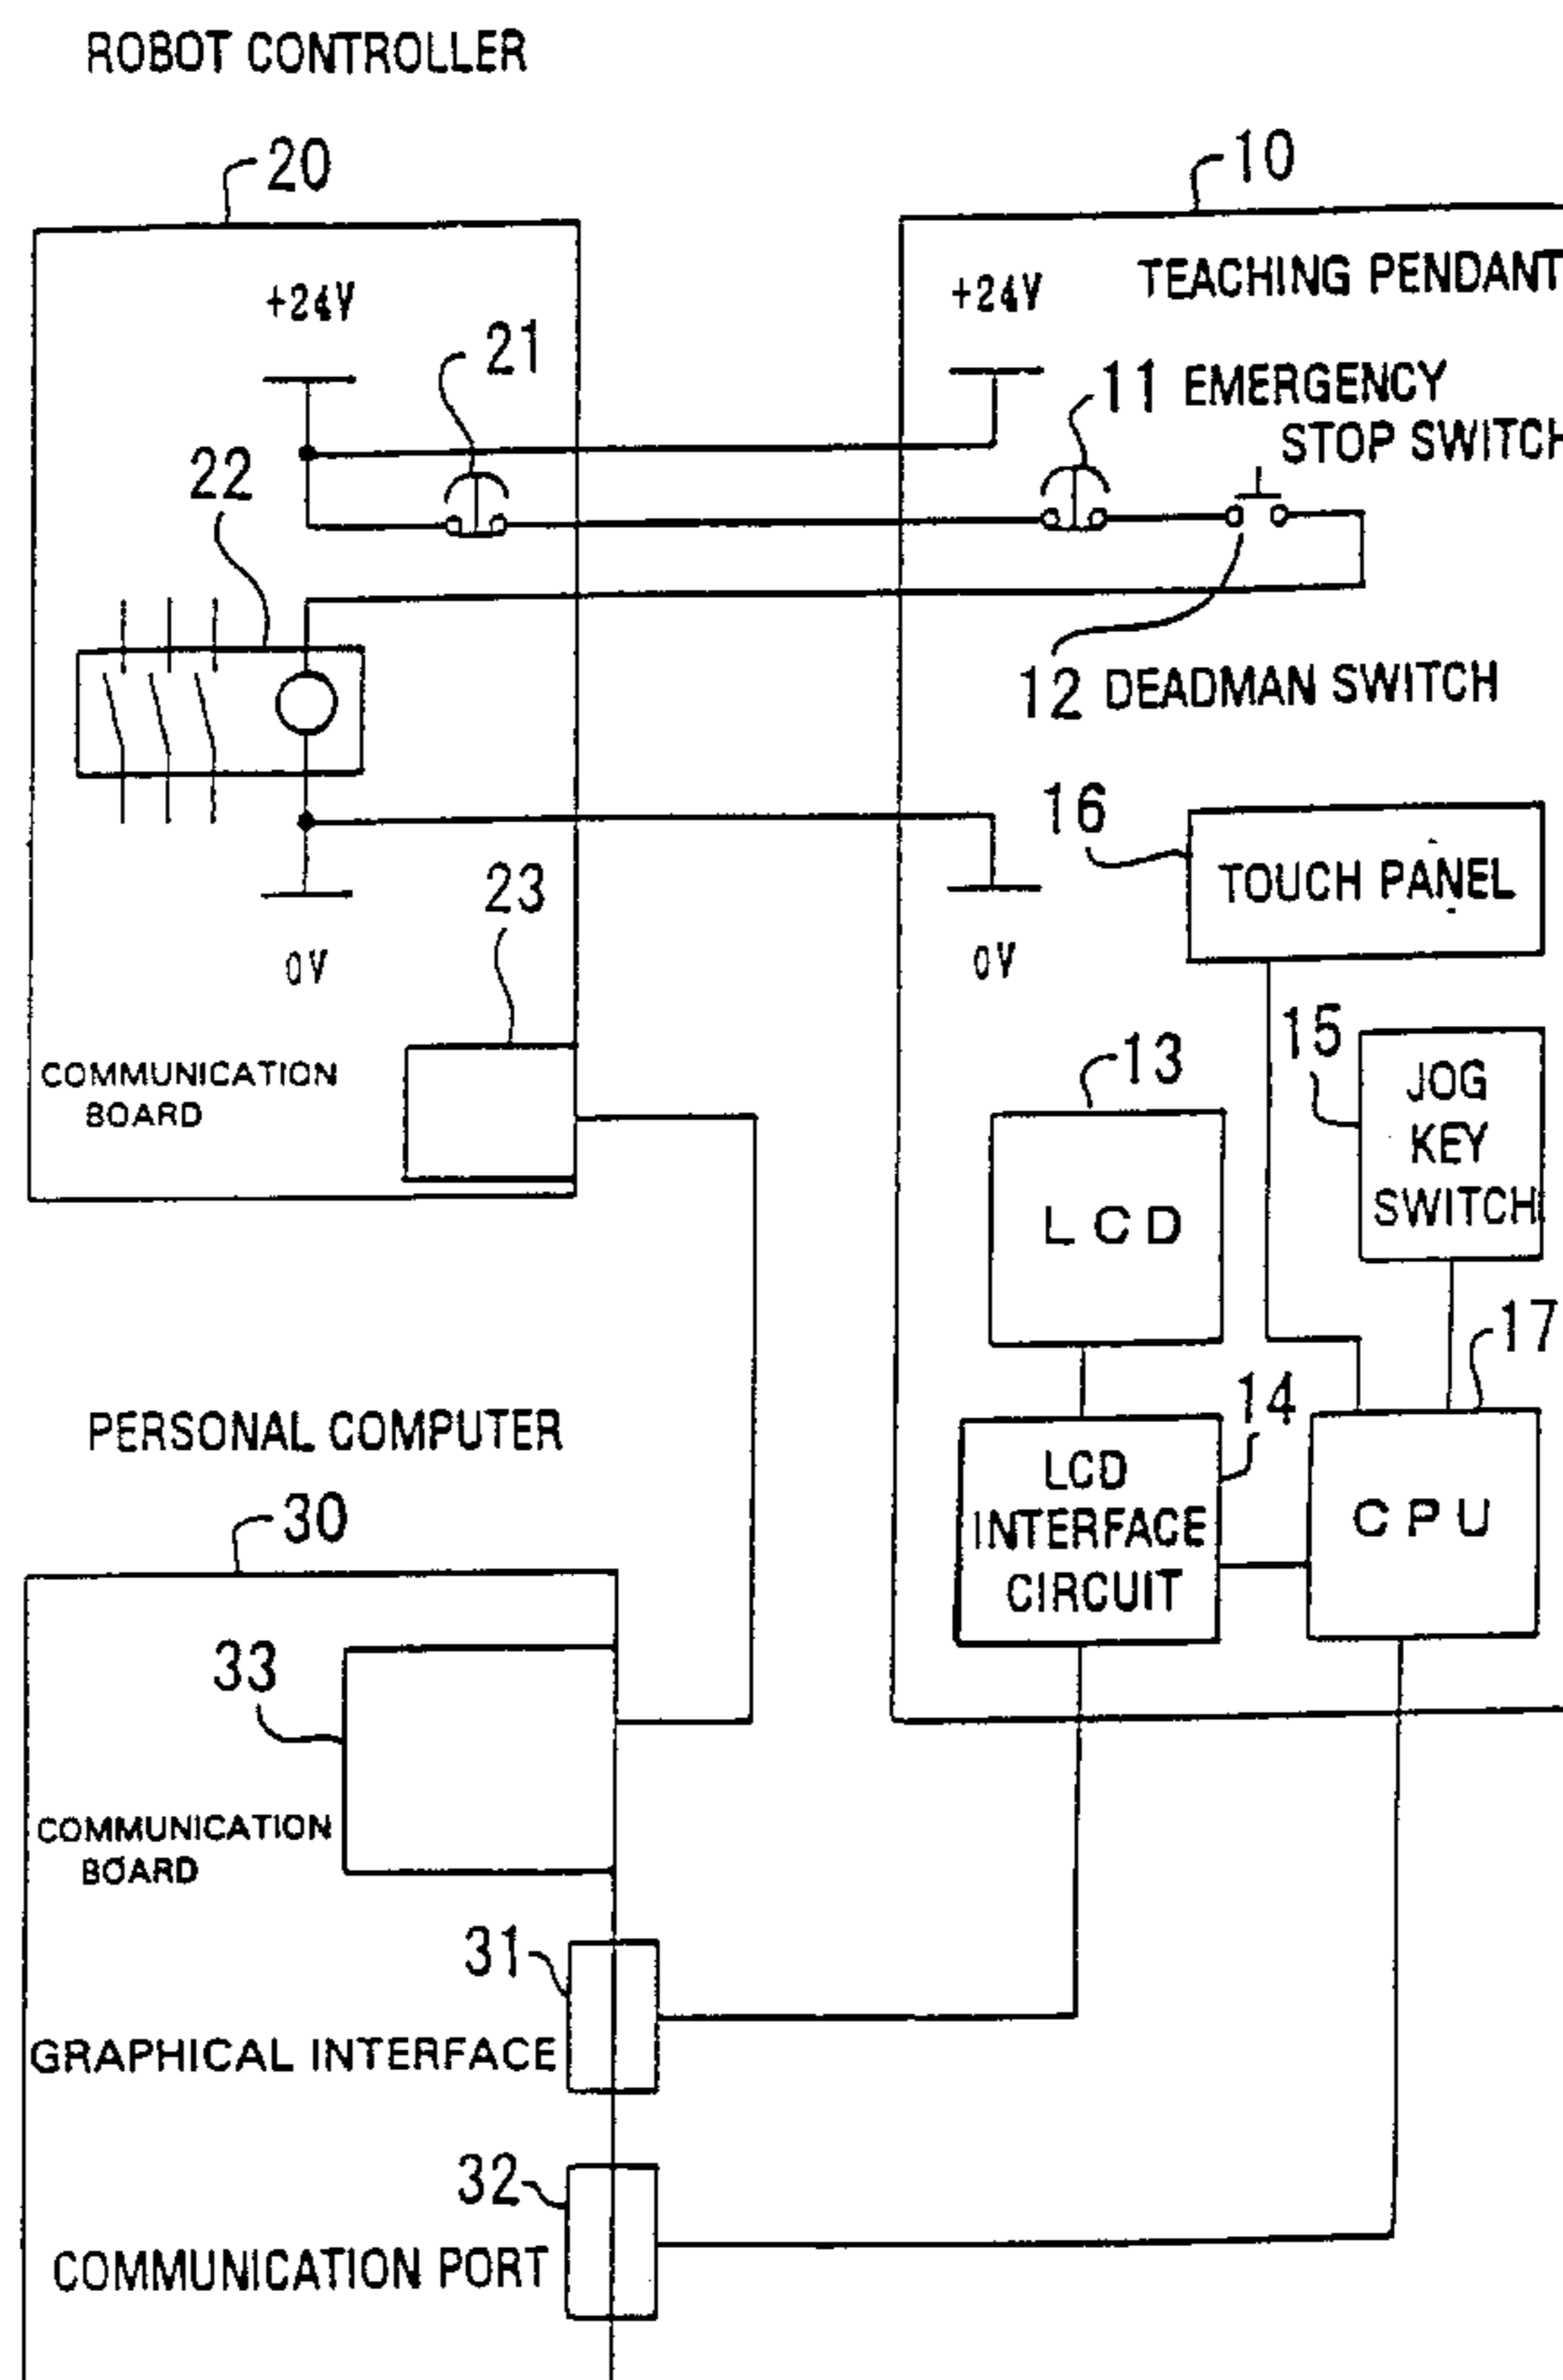 ROBOT CONTROLLER
20
10
+24V
+24V
TEACHING PENDANT
21
11 EMERGENCY
STOP SWITCH
22
12 DEADMAN SWITCH
16
TOUCH PANEL
23
0V
0V
15
JOG
KEY
SWITCH
13
COMMUNICATION
BOARD
LCD
17
14
PERSONAL COMPUTER
LCD
INTERFACE
CIRCUIT
CPU
30
33
COMMUNICATION
BOARD
31
GRAPHICAL INTERFACE
32
COMMUNICATION PORT